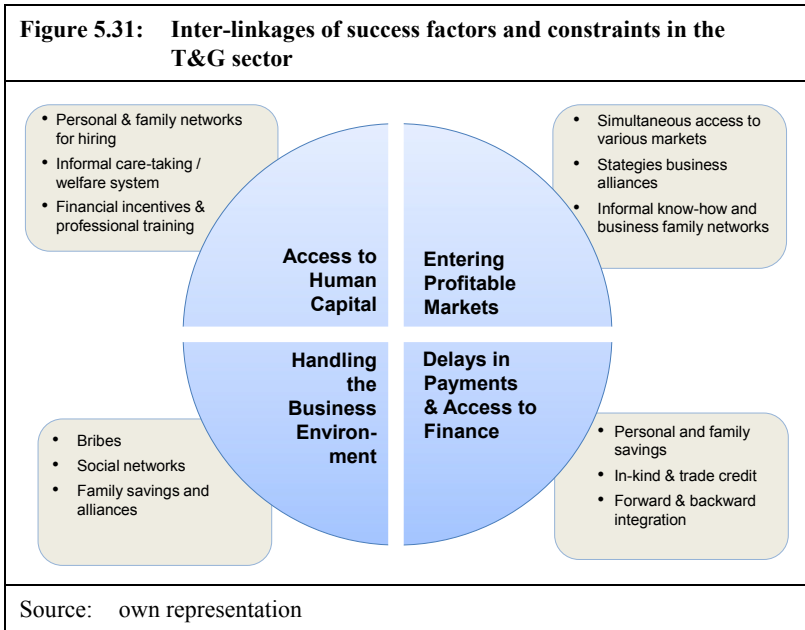 Figure 5.31: Inter-linkages of success factors and constraints in the
T&G sector
• Personal & family networks
for hiring
• Informal care-taking /
welfare system
• Financial incentives &
professional training
• Simultaneous access to
various markets
• Stategies business
alliances
• Informal know-how and
business family networks
Access to
Human
Capital
Entering
Profitable
Markets
Handling
the
Business
Environ-
ment
Delays in
Payments
& Access to
Finance
• Bribes
• Social networks
• Family savings and
alliances
• Personal and family
savings
• In-kind & trade credit
• Forward & backward
integration
Source: own representation